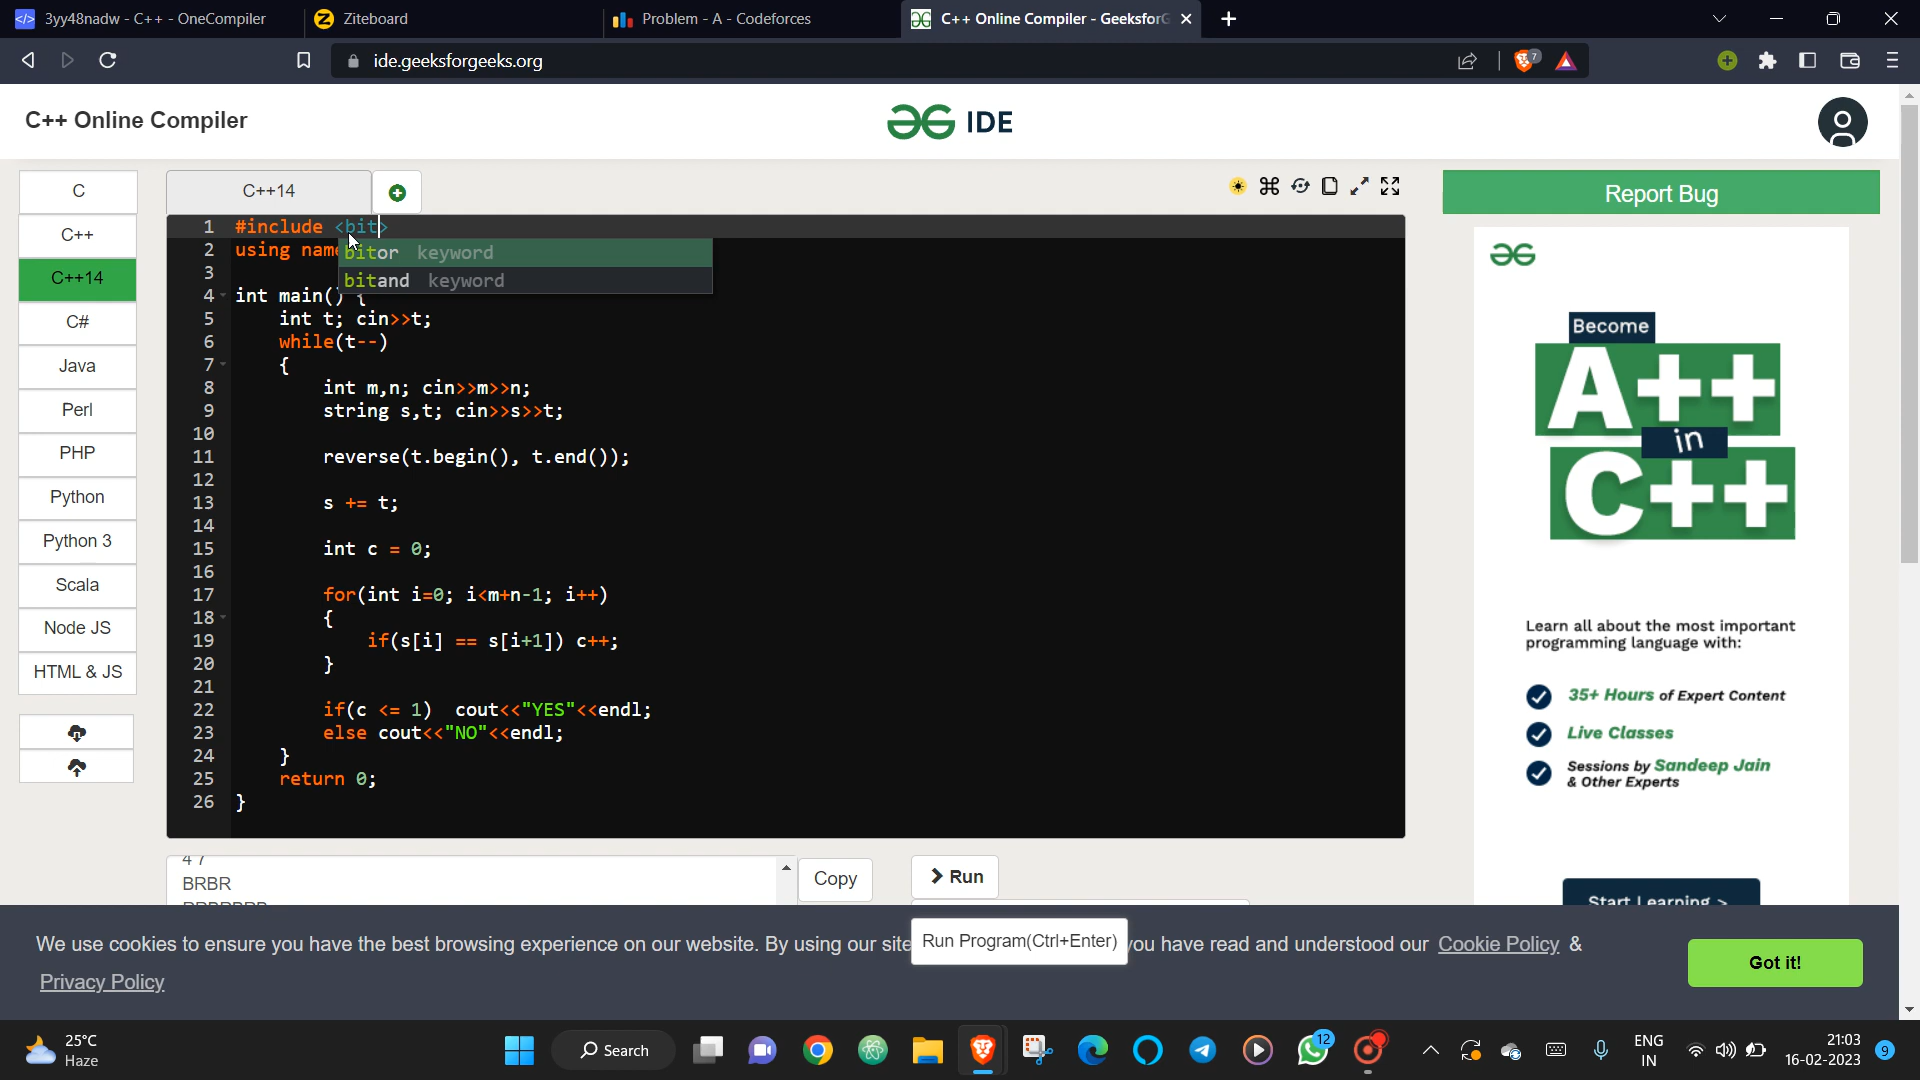 3yy48nadw - C++ - OneCompiler
Ziteboard
Problem - A - Codeforces
C++ Online Compiler - Geeksfor
ide.geeksforgeeks.org
7
C++ Online Compiler
IDE
C
C++
C++14
C#
Java
Perl
PHP
Python
Python 3
Scala
Node JS
HTML & JS
C++14
1 #include <bit>
2 using name
bitor keyword
bitand keyword
3
4 int main() {
5 int t; cin>>t;
6 while(t--)
7 {
8 int m,n; cin>>m>>n;
9 string s,t; cin>>s>>t;
10
11 reverse(t.begin(), t.end());
12
13 s += t;
14
15 int c = 0;
16
17 for(int i=0; i<m+n-1; i++)
18 {
19 if(s[i] == s[i+1]) c++;
20 }
21
22 if(c <= 1) cout<<"YES"<<endl;
23 else cout<<"NO"<<endl;
24 }
25 return 0;
26 }
4 7
BRBR
Copy
Run
Run Program(Ctrl+Enter)
Report Bug
Become
A++
in
C++
Learn all about the most important
programming language with:
35+ Hours of Expert Content
Live Classes
Sessions by Sandeep Jain
& Other Experts
Start Learning >
We use cookies to ensure you have the best browsing experience on our website. By using our site
you have read and understood our Cookie Policy &
Privacy Policy
Got it!
25°C
Haze
Search
12
ENG
IN
21:03
16-02-2023
9